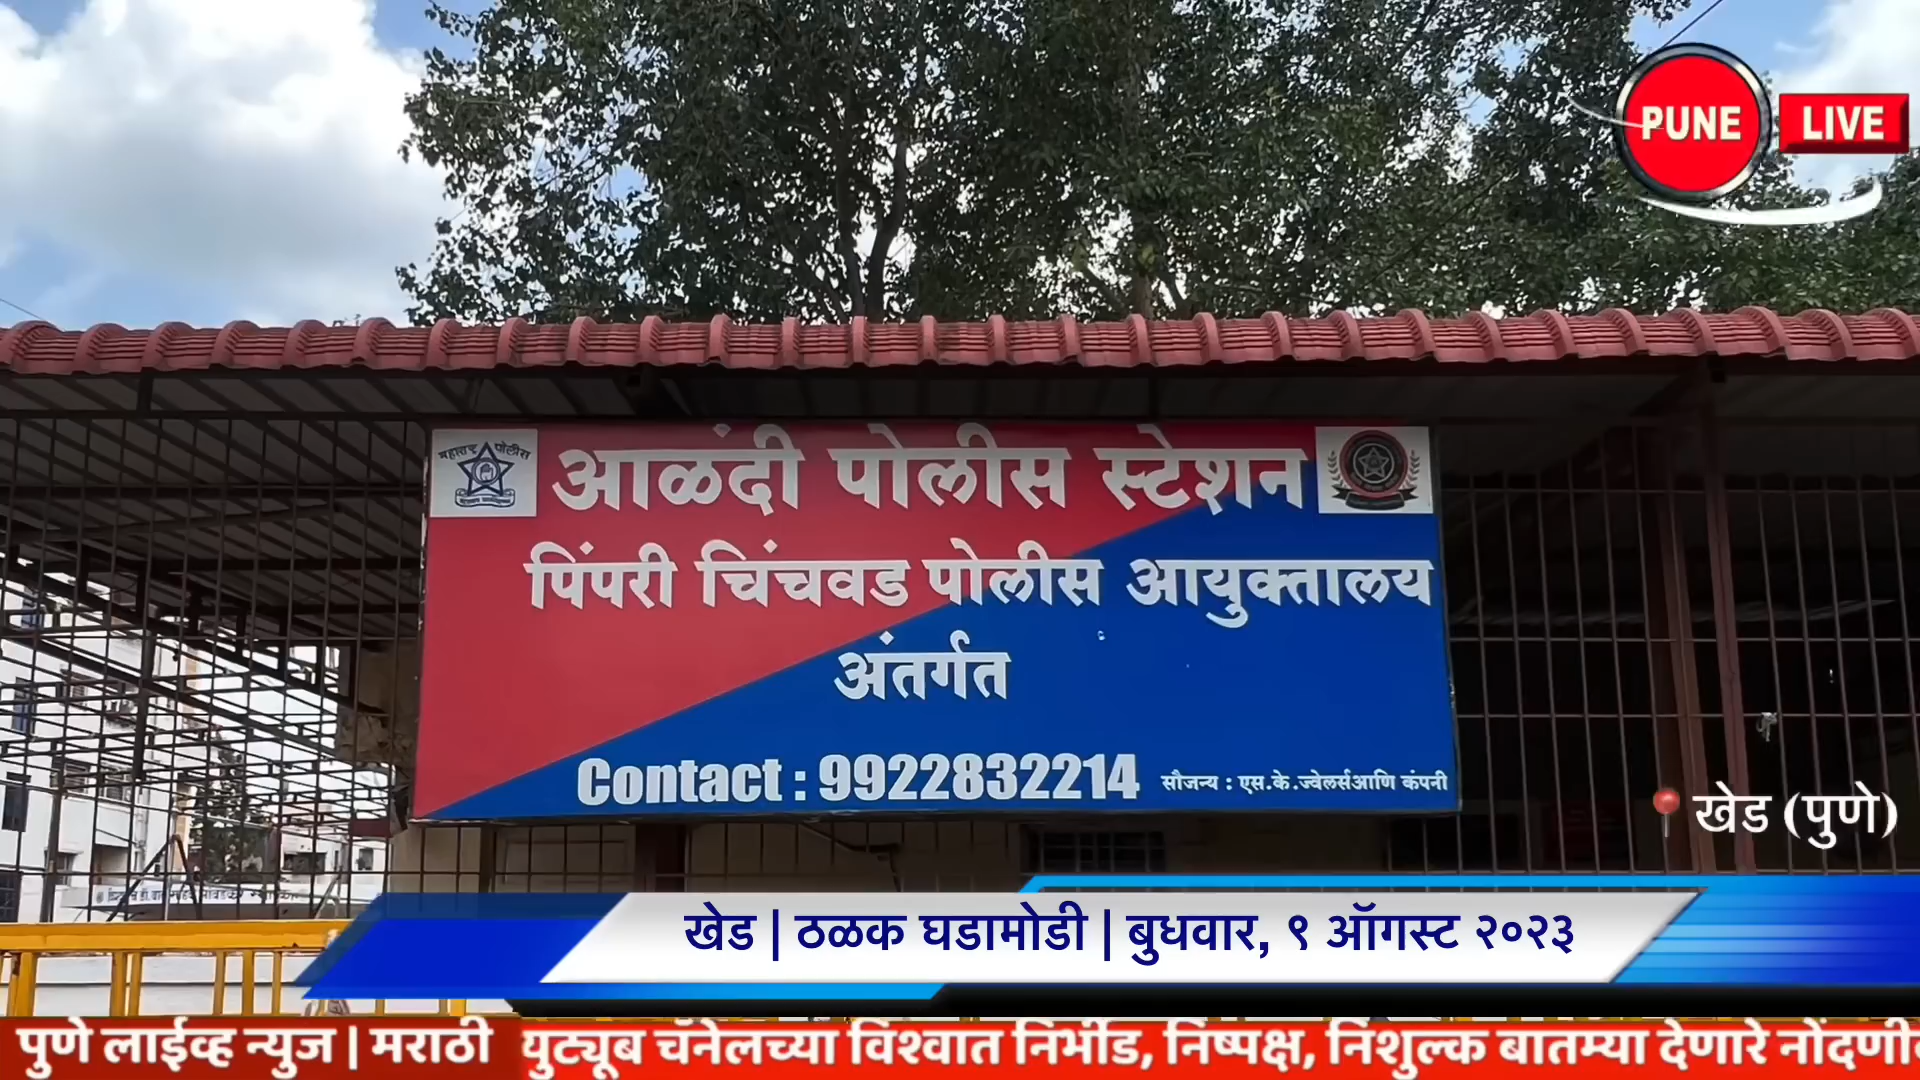 PUNE LIVE
महाराष्ट्र पोलीस
आळंदी पोलीस स्टेशन
पिंपरी चिंचवड पोलीस आयुक्तालय
अंतर्गत
Contact : 9922832214
सौजन्य : एस.के.ज्वेलर्सआणि कंपनी
खेड (पुणे)
खेड | ठळक घडामोडी | बुधवार, ९ ऑगस्ट २०२३
पुणे लाईव्ह न्युज | मराठी
युट्यूब चॅनेलच्या विश्वात निर्भीड, निष्पक्ष, निशुल्क बातम्या देणारे